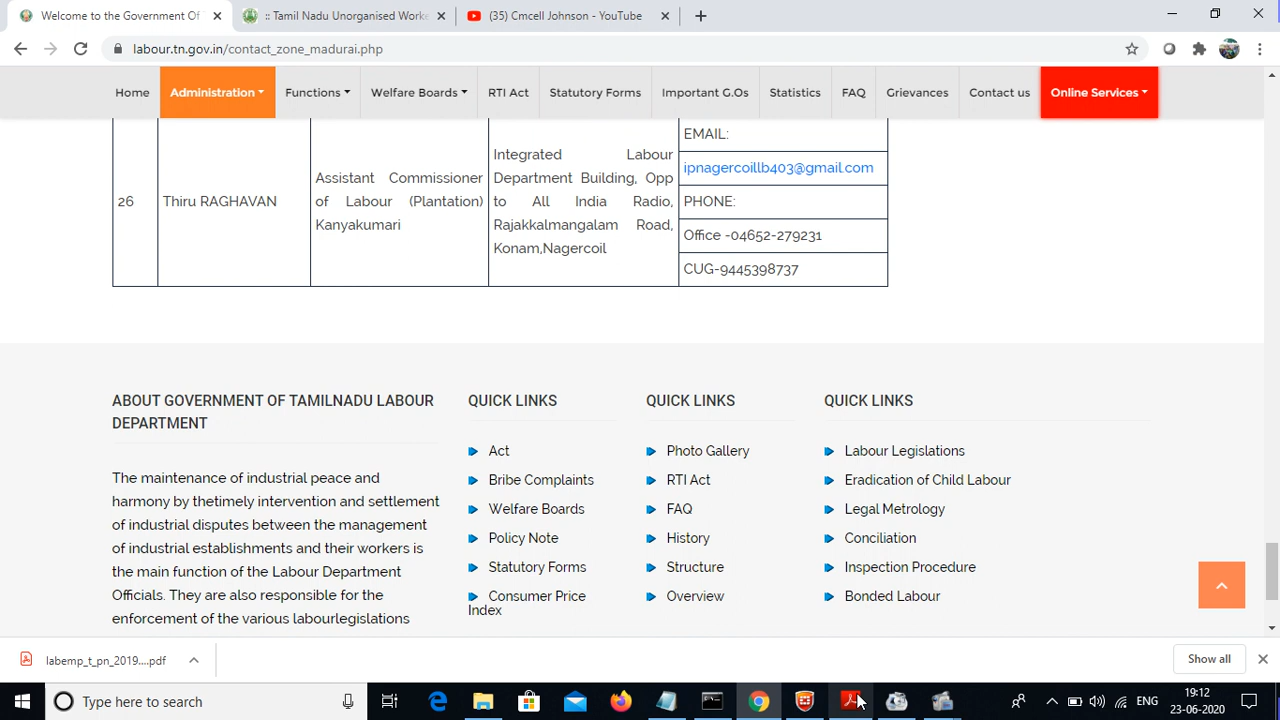 Welcome to the Government Of
:: Tamil Nadu Unorganised Worke
(35) Cmcell Johnson - YouTube
labour.tn.gov.in/contact_zone_madurai.php
Home Administration Functions Welfare Boards RTI Act Statutory Forms Important G.Os Statistics FAQ Grievances Contact us Online Services
26
Thiru RAGHAVAN
Assistant Commissioner
of Labour (Plantation)
Kanyakumari
Integrated Labour
Department Building, Opp
to All India Radio,
Rajakkalmangalam Road,
Konam,Nagercoil
EMAIL:
ipnagercoillb403@gmail.com
PHONE:
Office -04652-279231
CUG-9445398737
ABOUT GOVERNMENT OF TAMILNADU LABOUR
DEPARTMENT
The maintenance of industrial peace and
harmony by thetimely intervention and settlement
of industrial disputes between the management
of industrial establishments and their workers is
the main function of the Labour Department
Officials. They are also responsible for the
enforcement of the various labourlegislations
QUICK LINKS
Act
Bribe Complaints
Welfare Boards
Policy Note
Statutory Forms
Consumer Price
Index
QUICK LINKS
Photo Gallery
RTI Act
FAQ
History
Structure
Overview
QUICK LINKS
Labour Legislations
Eradication of Child Labour
Legal Metrology
Conciliation
Inspection Procedure
Bonded Labour
labemp_t_pn_2019....pdf
Show all
Type here to search
ENG
19:12
23-06-2020